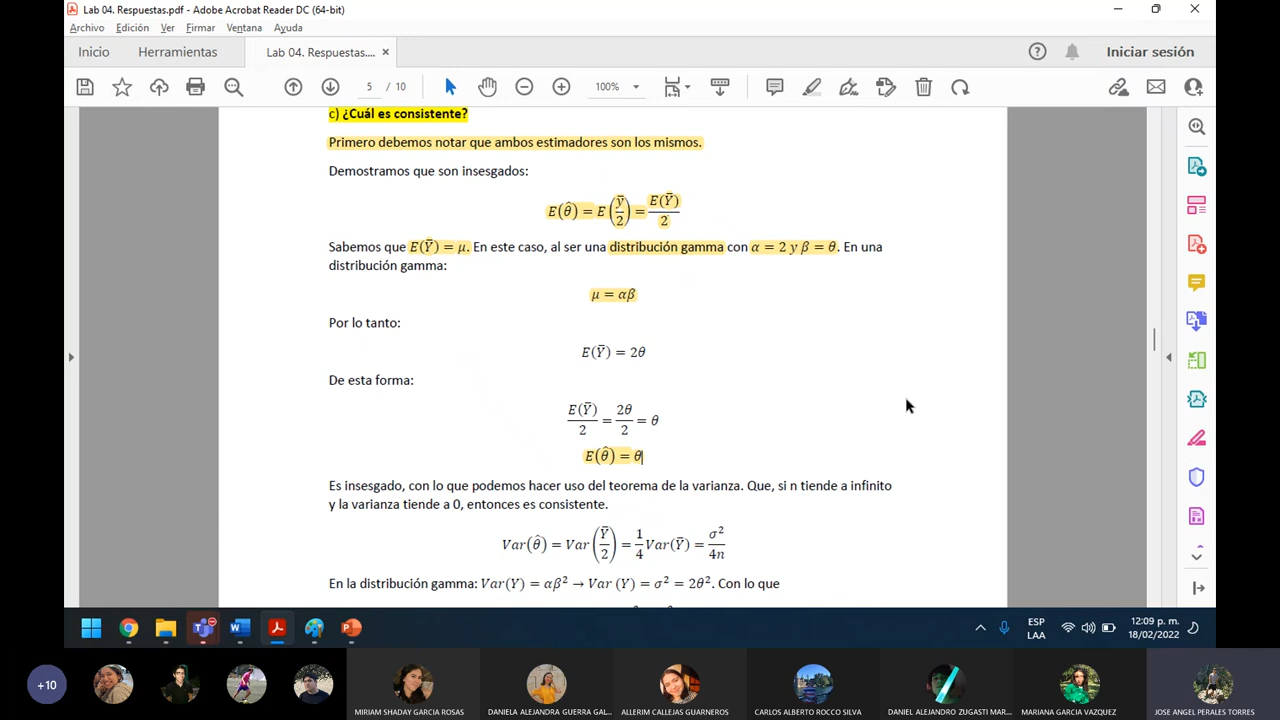 Lab 04. Respuestas.pdf - Adobe Acrobat Reader DC (64-bit)
Archivo Edición Ver Firmar Ventana Ayuda
Inicio Herramientas Lab 04. Respuestas.... × Iniciar sesión
5 / 10 100%
c) ¿Cuál es consistente?
Primero debemos notar que ambos estimadores son los mismos.
Demostramos que son insesgados:
E(θ̂) = E(ȳ/2) = E(Ȳ)/2
Sabemos que E(Ȳ) = μ. En este caso, al ser una distribución gamma con α = 2 y β = θ. En una
distribución gamma:
μ = αβ
Por lo tanto:
E(Ȳ) = 2θ
De esta forma:
E(Ȳ)/2 = 2θ/2 = θ
E(θ̂) = θ
Es insesgado, con lo que podemos hacer uso del teorema de la varianza. Que, si n tiende a infinito
y la varianza tiende a 0, entonces es consistente.
Var(θ̂) = Var(Ȳ/2) = 1/4 Var(Ȳ) = σ²/4n
En la distribución gamma: Var(Y) = αβ² → Var (Y) = σ² = 2θ². Con lo que
ESP
LAA
12:09 p. m.
18/02/2022
+10
MIRIAM SHADAY GARCIA ROSAS DANIELA ALEJANDRA GUERRA GAL... ALLERIM CALLEJAS GUARNEROS CARLOS ALBERTO ROCCO SILVA DANIEL ALEJANDRO ZUGASTI MAR... MARIANA GARCIA VAZQUEZ JOSE ANGEL PERALES TORRES